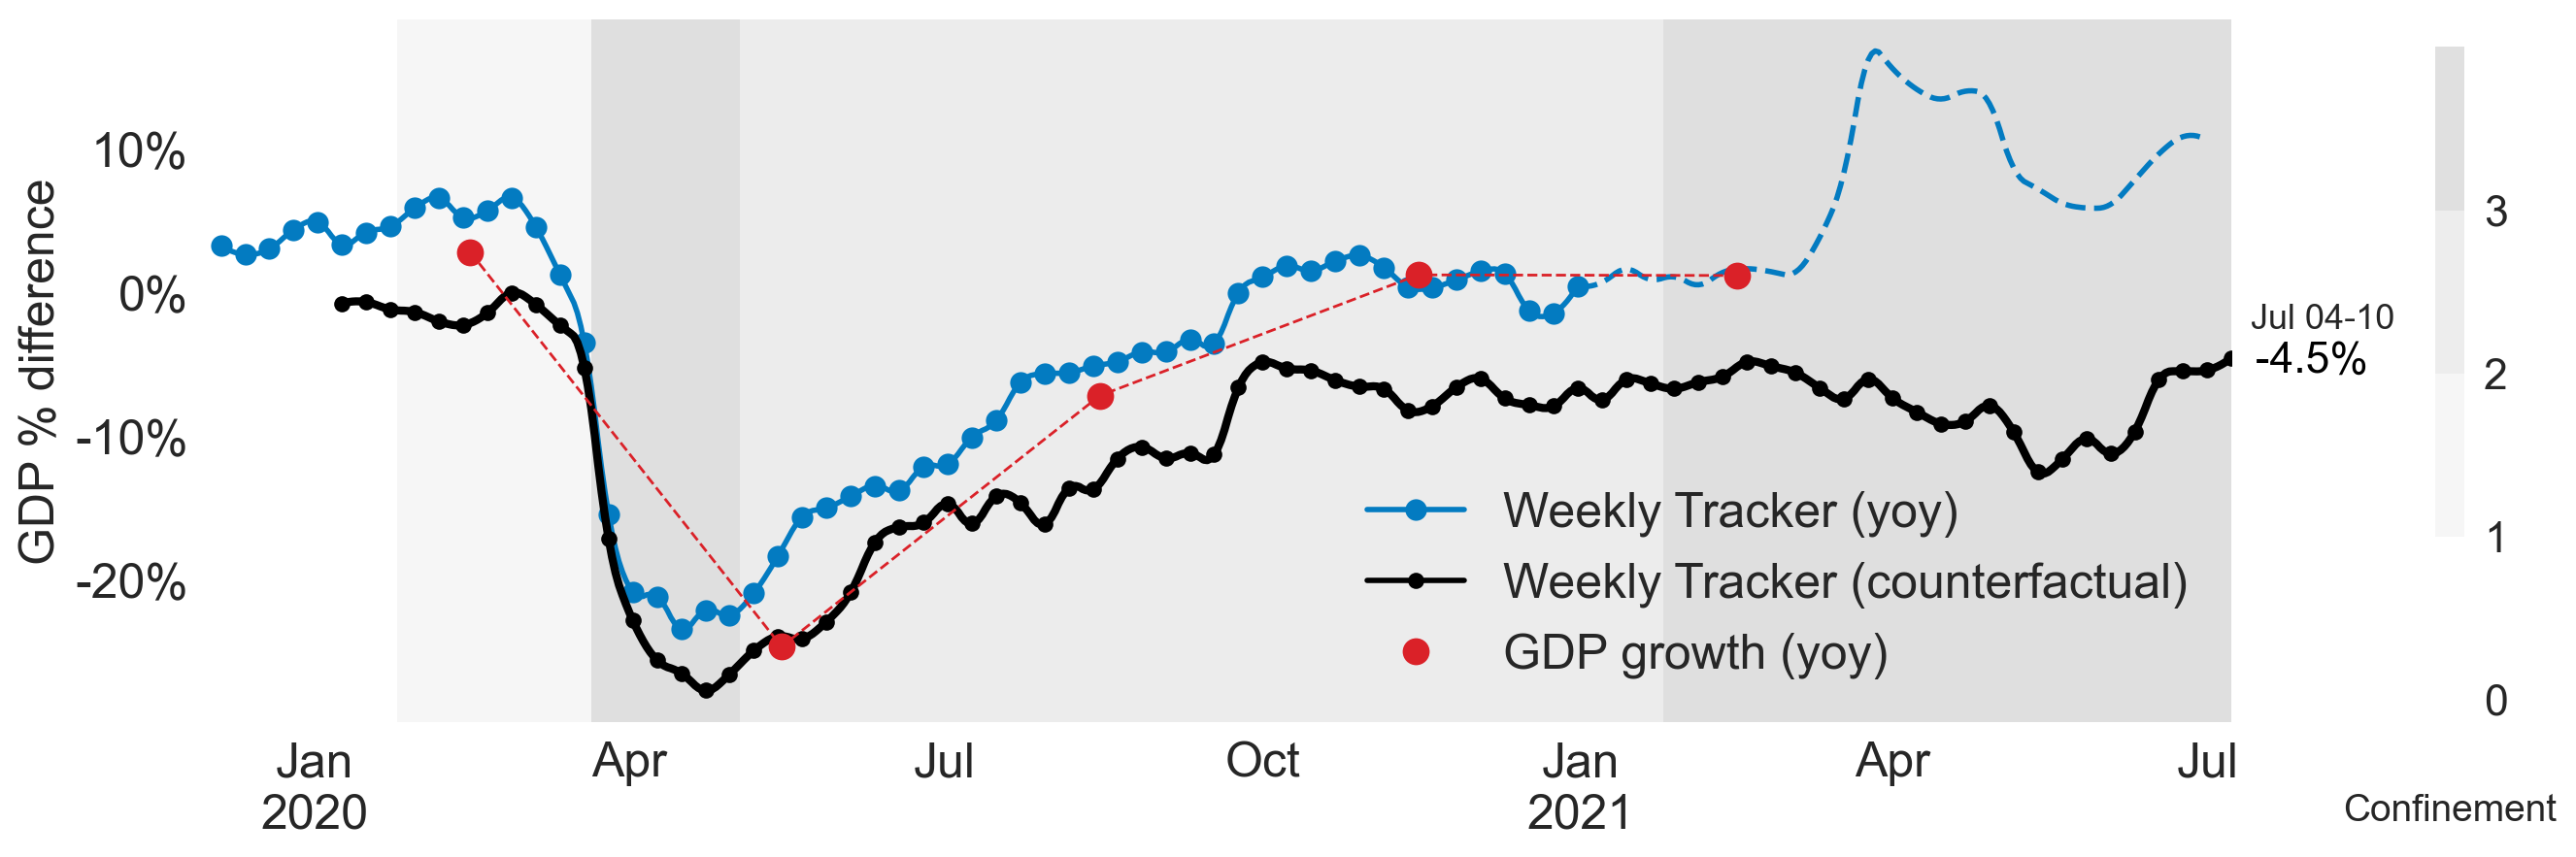 GDP % difference
10%
0%
-10%
-20%
Jan
2020
Apr
Jul
Oct
Jan
2021
Apr
Jul
Weekly Tracker (yoy)
Weekly Tracker (counterfactual)
GDP growth (yoy)
Jul 04-10
-4.5%
3
2
1
0
Confinement